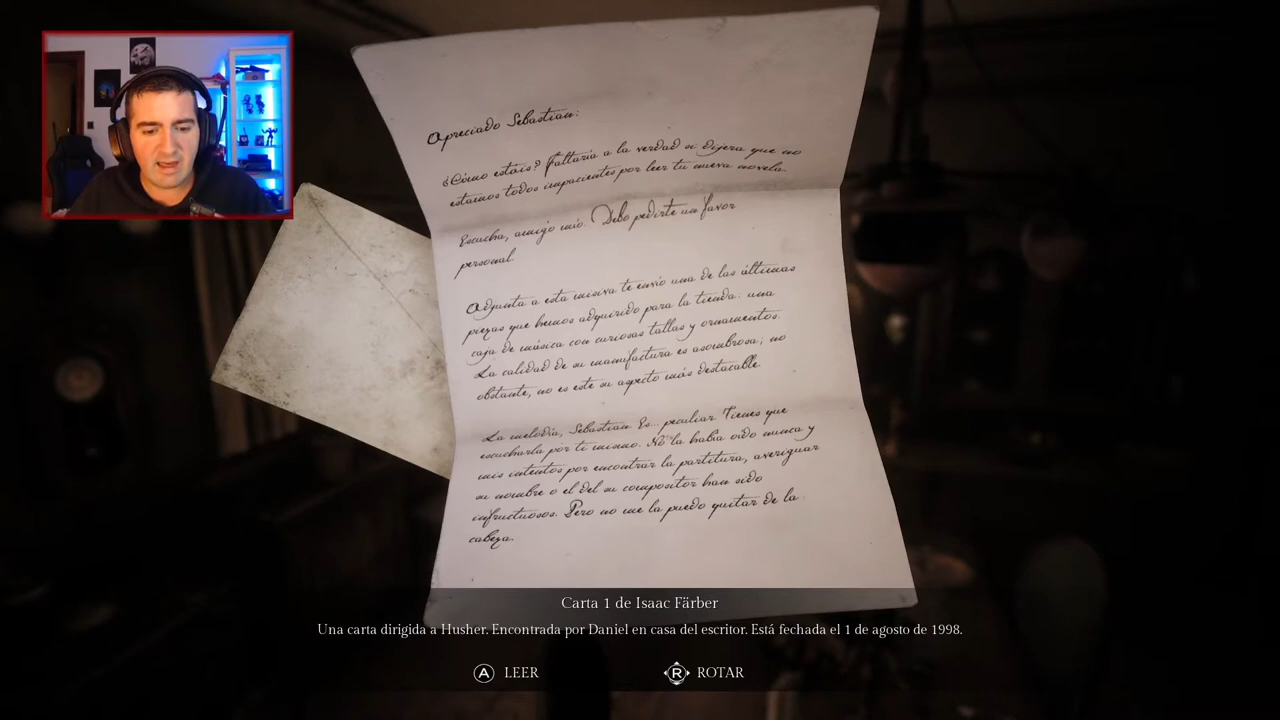 Apreciado Sebastian:
¿Cómo estáis? Faltaría a la verdad si dijera que no
estamos todos impacientes por leer tu nueva novela.
Escucha, amigo mío. Debo pedirte un favor
personal.
Adjunta a esta misiva te envío una de las últimas
piezas que hemos adquirido para la tienda: una
caja de música con curiosas tallas y ornamentos.
La calidad de su manufactura es asombrosa; no
obstante, no es este su aspecto más destacable.
La melodía, Sebastian. Es... peculiar. Tienes que
escucharla por ti mismo. No la había oído nunca y
mis intentos por encontrar la partitura, averiguar
su nombre o el del su compositor han sido
infructuosos. Pero no me la puedo quitar de la
cabeza.
Carta 1 de Isaac Färber
Una carta dirigida a Husher. Encontrada por Daniel en casa del escritor. Está fechada el 1 de agosto de 1998.
A LEER R ROTAR